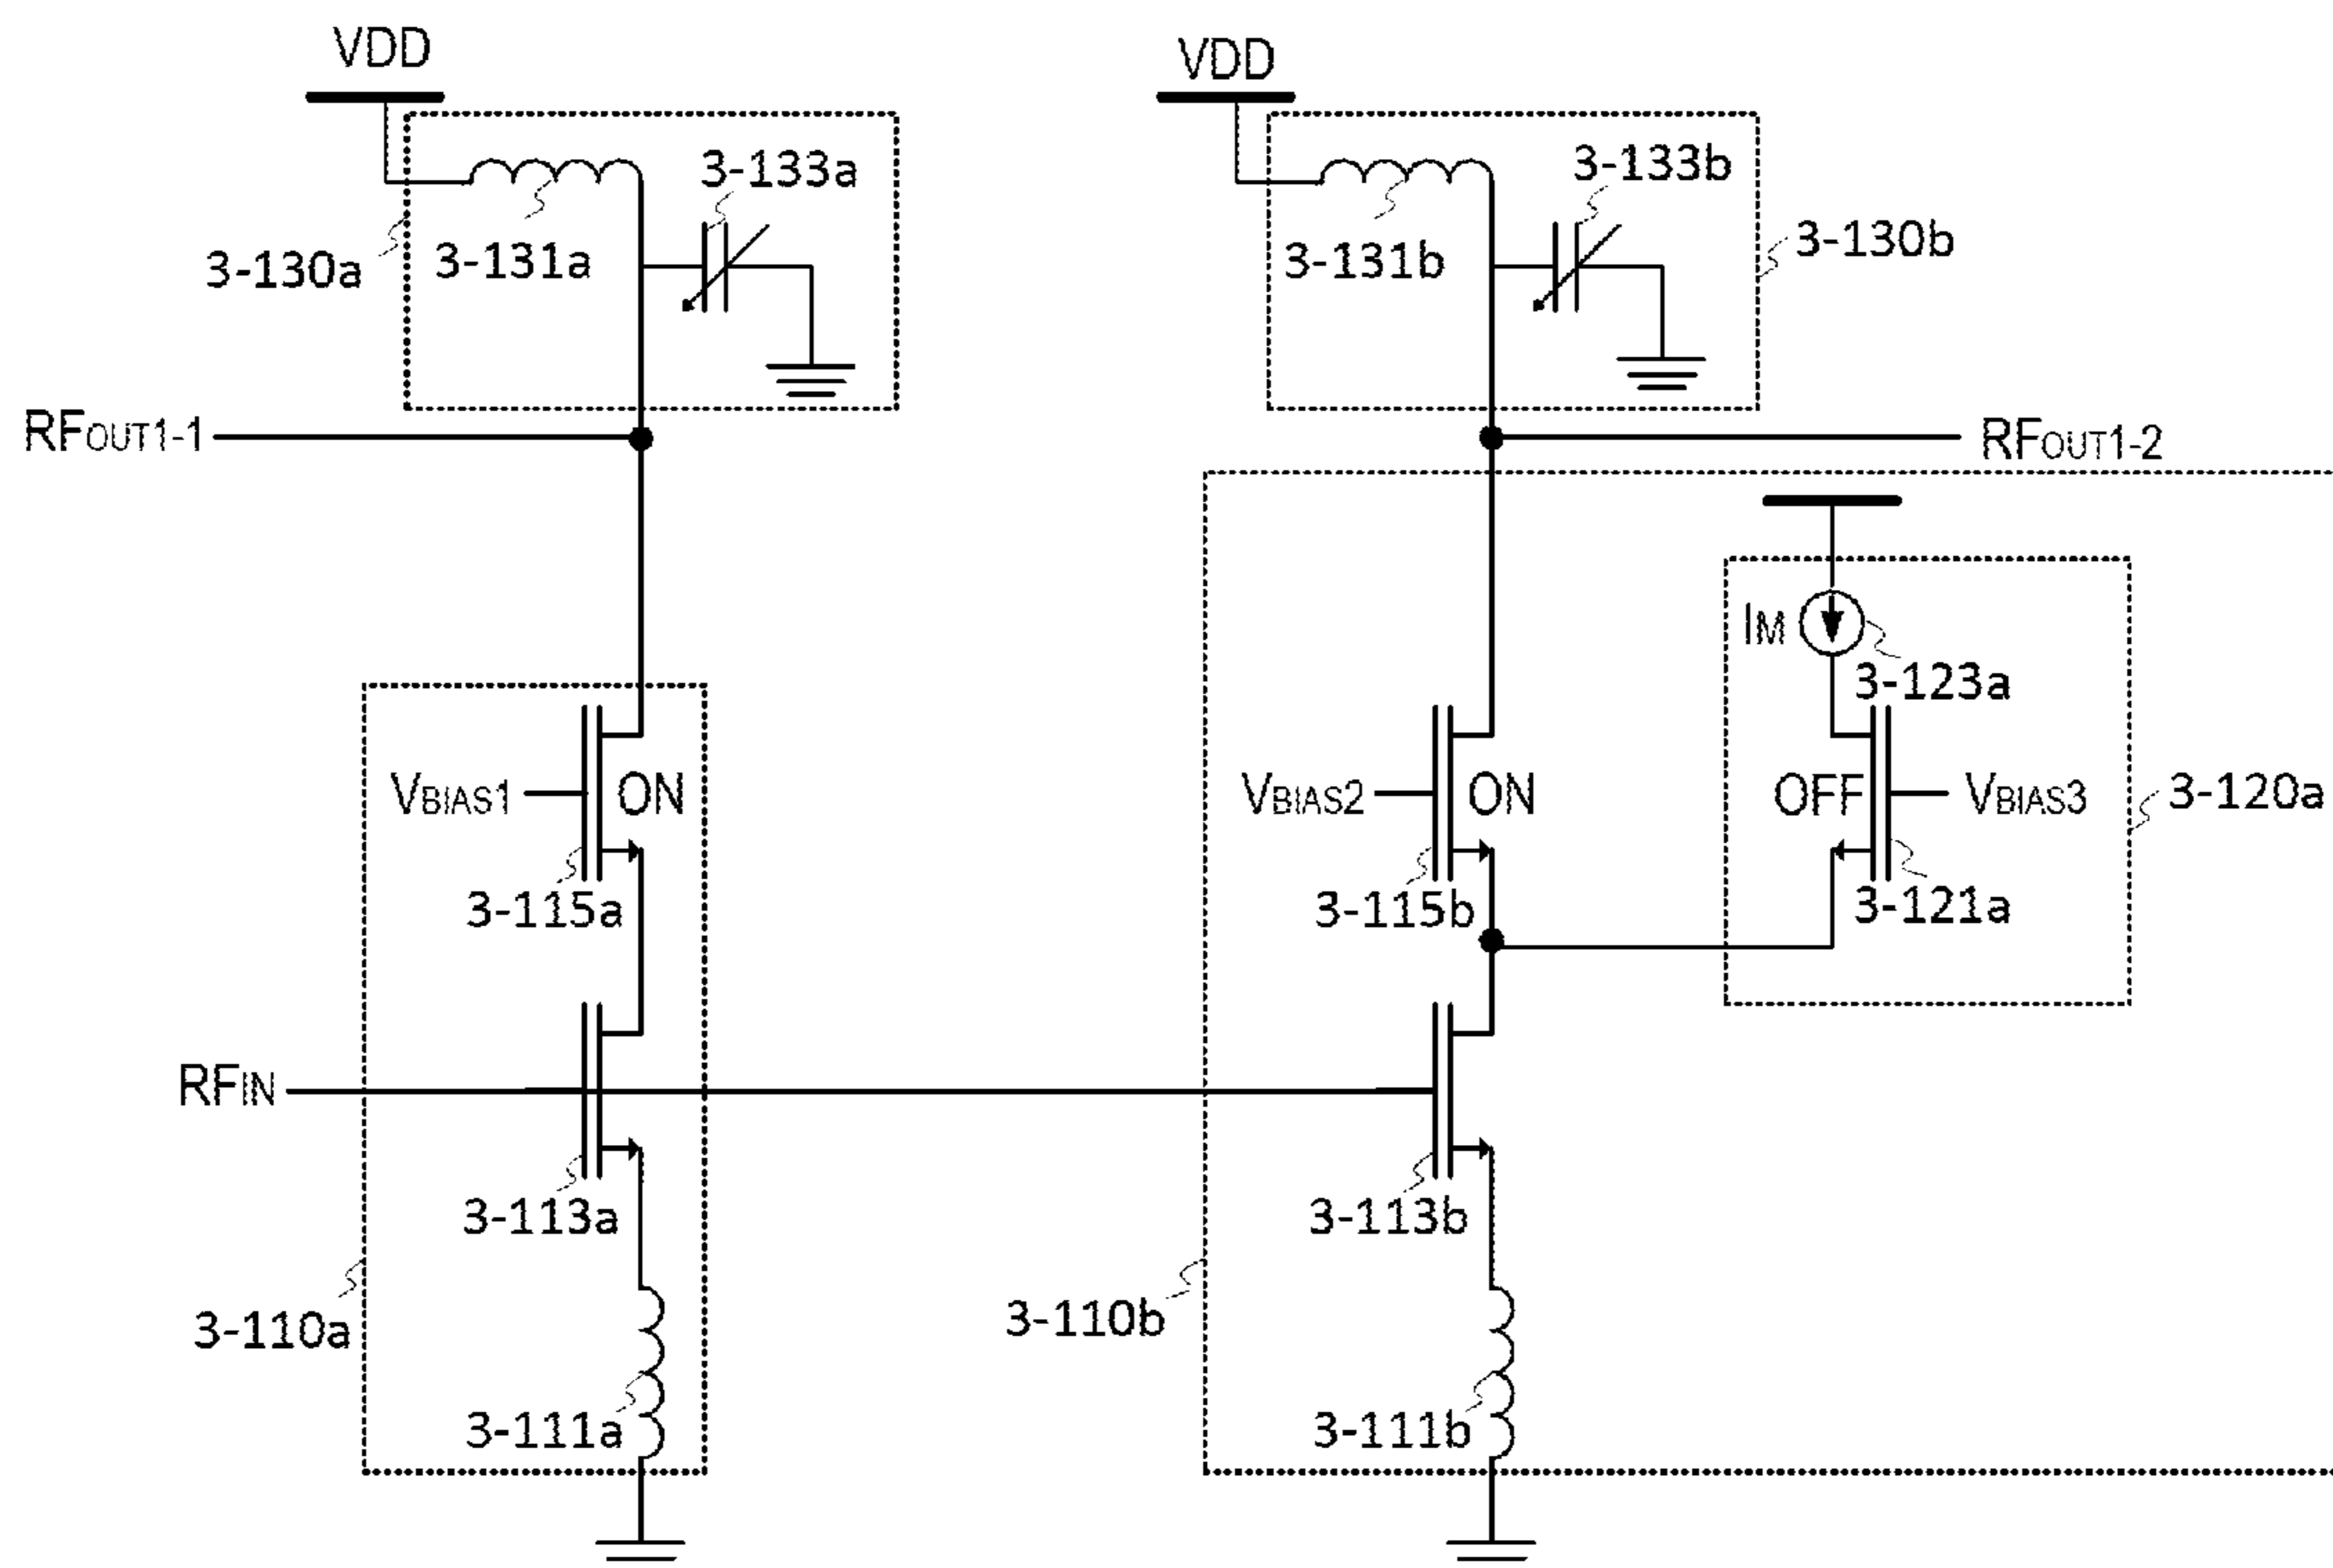 VDD
VDD
3-133a
3-133b
3-130a
3-131a
3-131b
3-130b
RFOUT1-1
RFOUT1-2
IM
3-123a
VBIAS1
ON
VBIAS2
ON
OFF
VBIAS3
3-120a
3-115a
3-115b
3-121a
RFIN
3-113a
3-113b
3-110a
3-110b
3-111a
3-111b